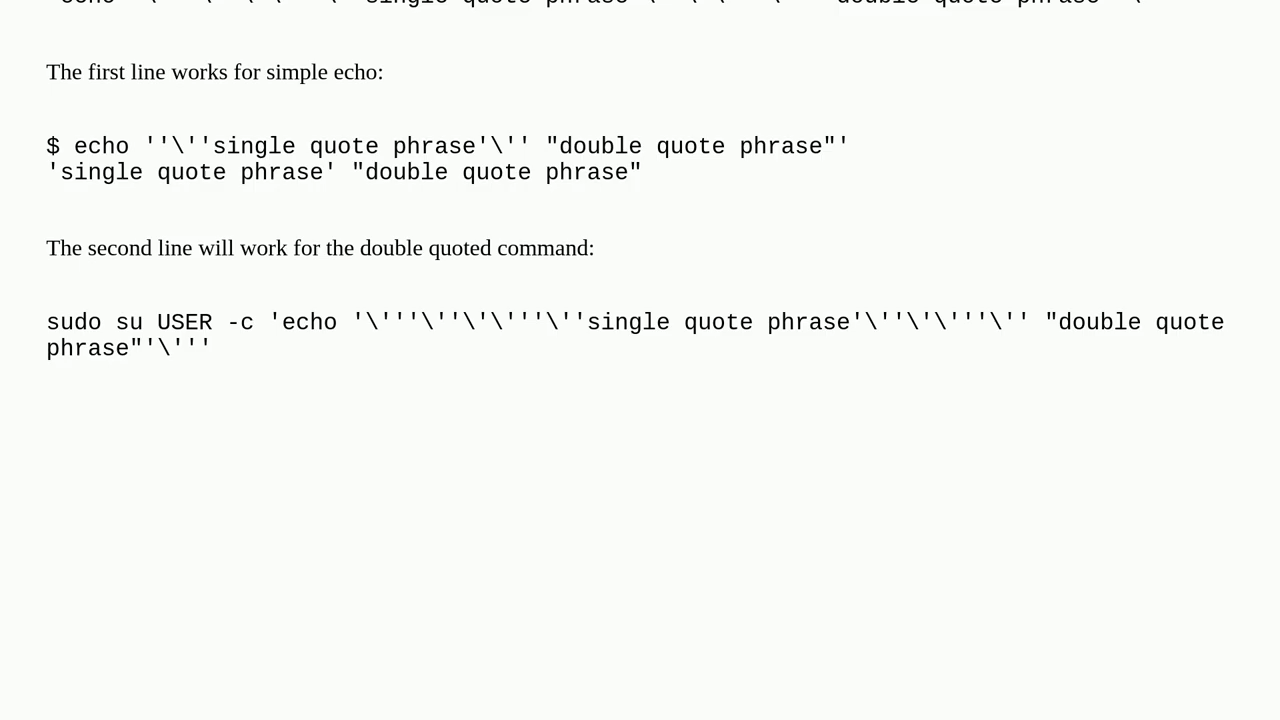 The first line works for simple echo:
$ echo ''\''single quote phrase'\'' "double quote phrase"'
'single quote phrase' "double quote phrase"
The second line will work for the double quoted command:
sudo su USER -c 'echo '\'''\''\'\'''\''single quote phrase'\''\'\'''\'' "double quote
phrase"'\'''